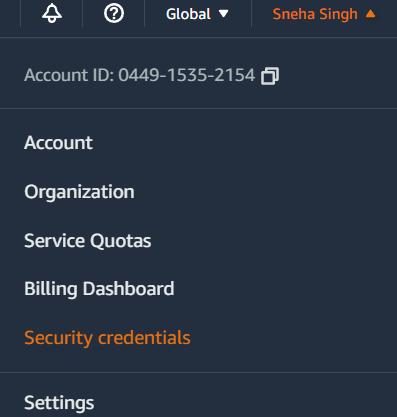 Global Sneha Singh
Account ID: 0449-1535-2154
Account
Organization
Service Quotas
Billing Dashboard
Security credentials
Settings